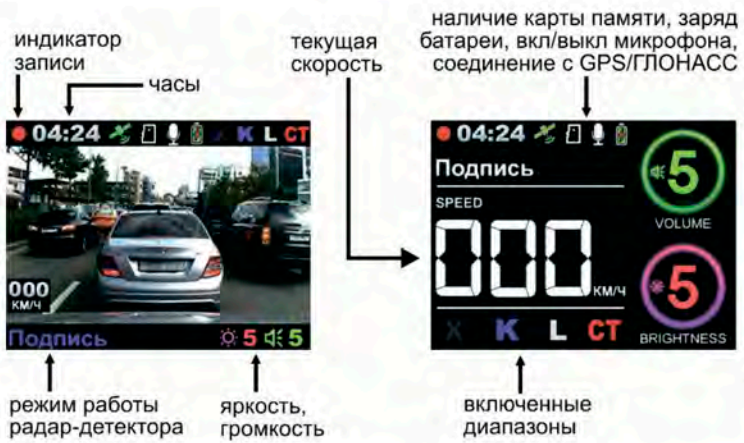 индикатор
записи
часы
текущая
скорость
наличие карты памяти, заряд
батареи, вкл/выкл микрофона,
соединение с GPS/ГЛОНАСС
04:24 X K L CT
000
КМ/Ч
Подпись 5 5
04:24
Подпись
SPEED
000 КМ/Ч
X K L CT
5
VOLUME
5
BRIGHTNESS
режим работы
радар-детектора
яркость,
громкость
включенные
диапазоны